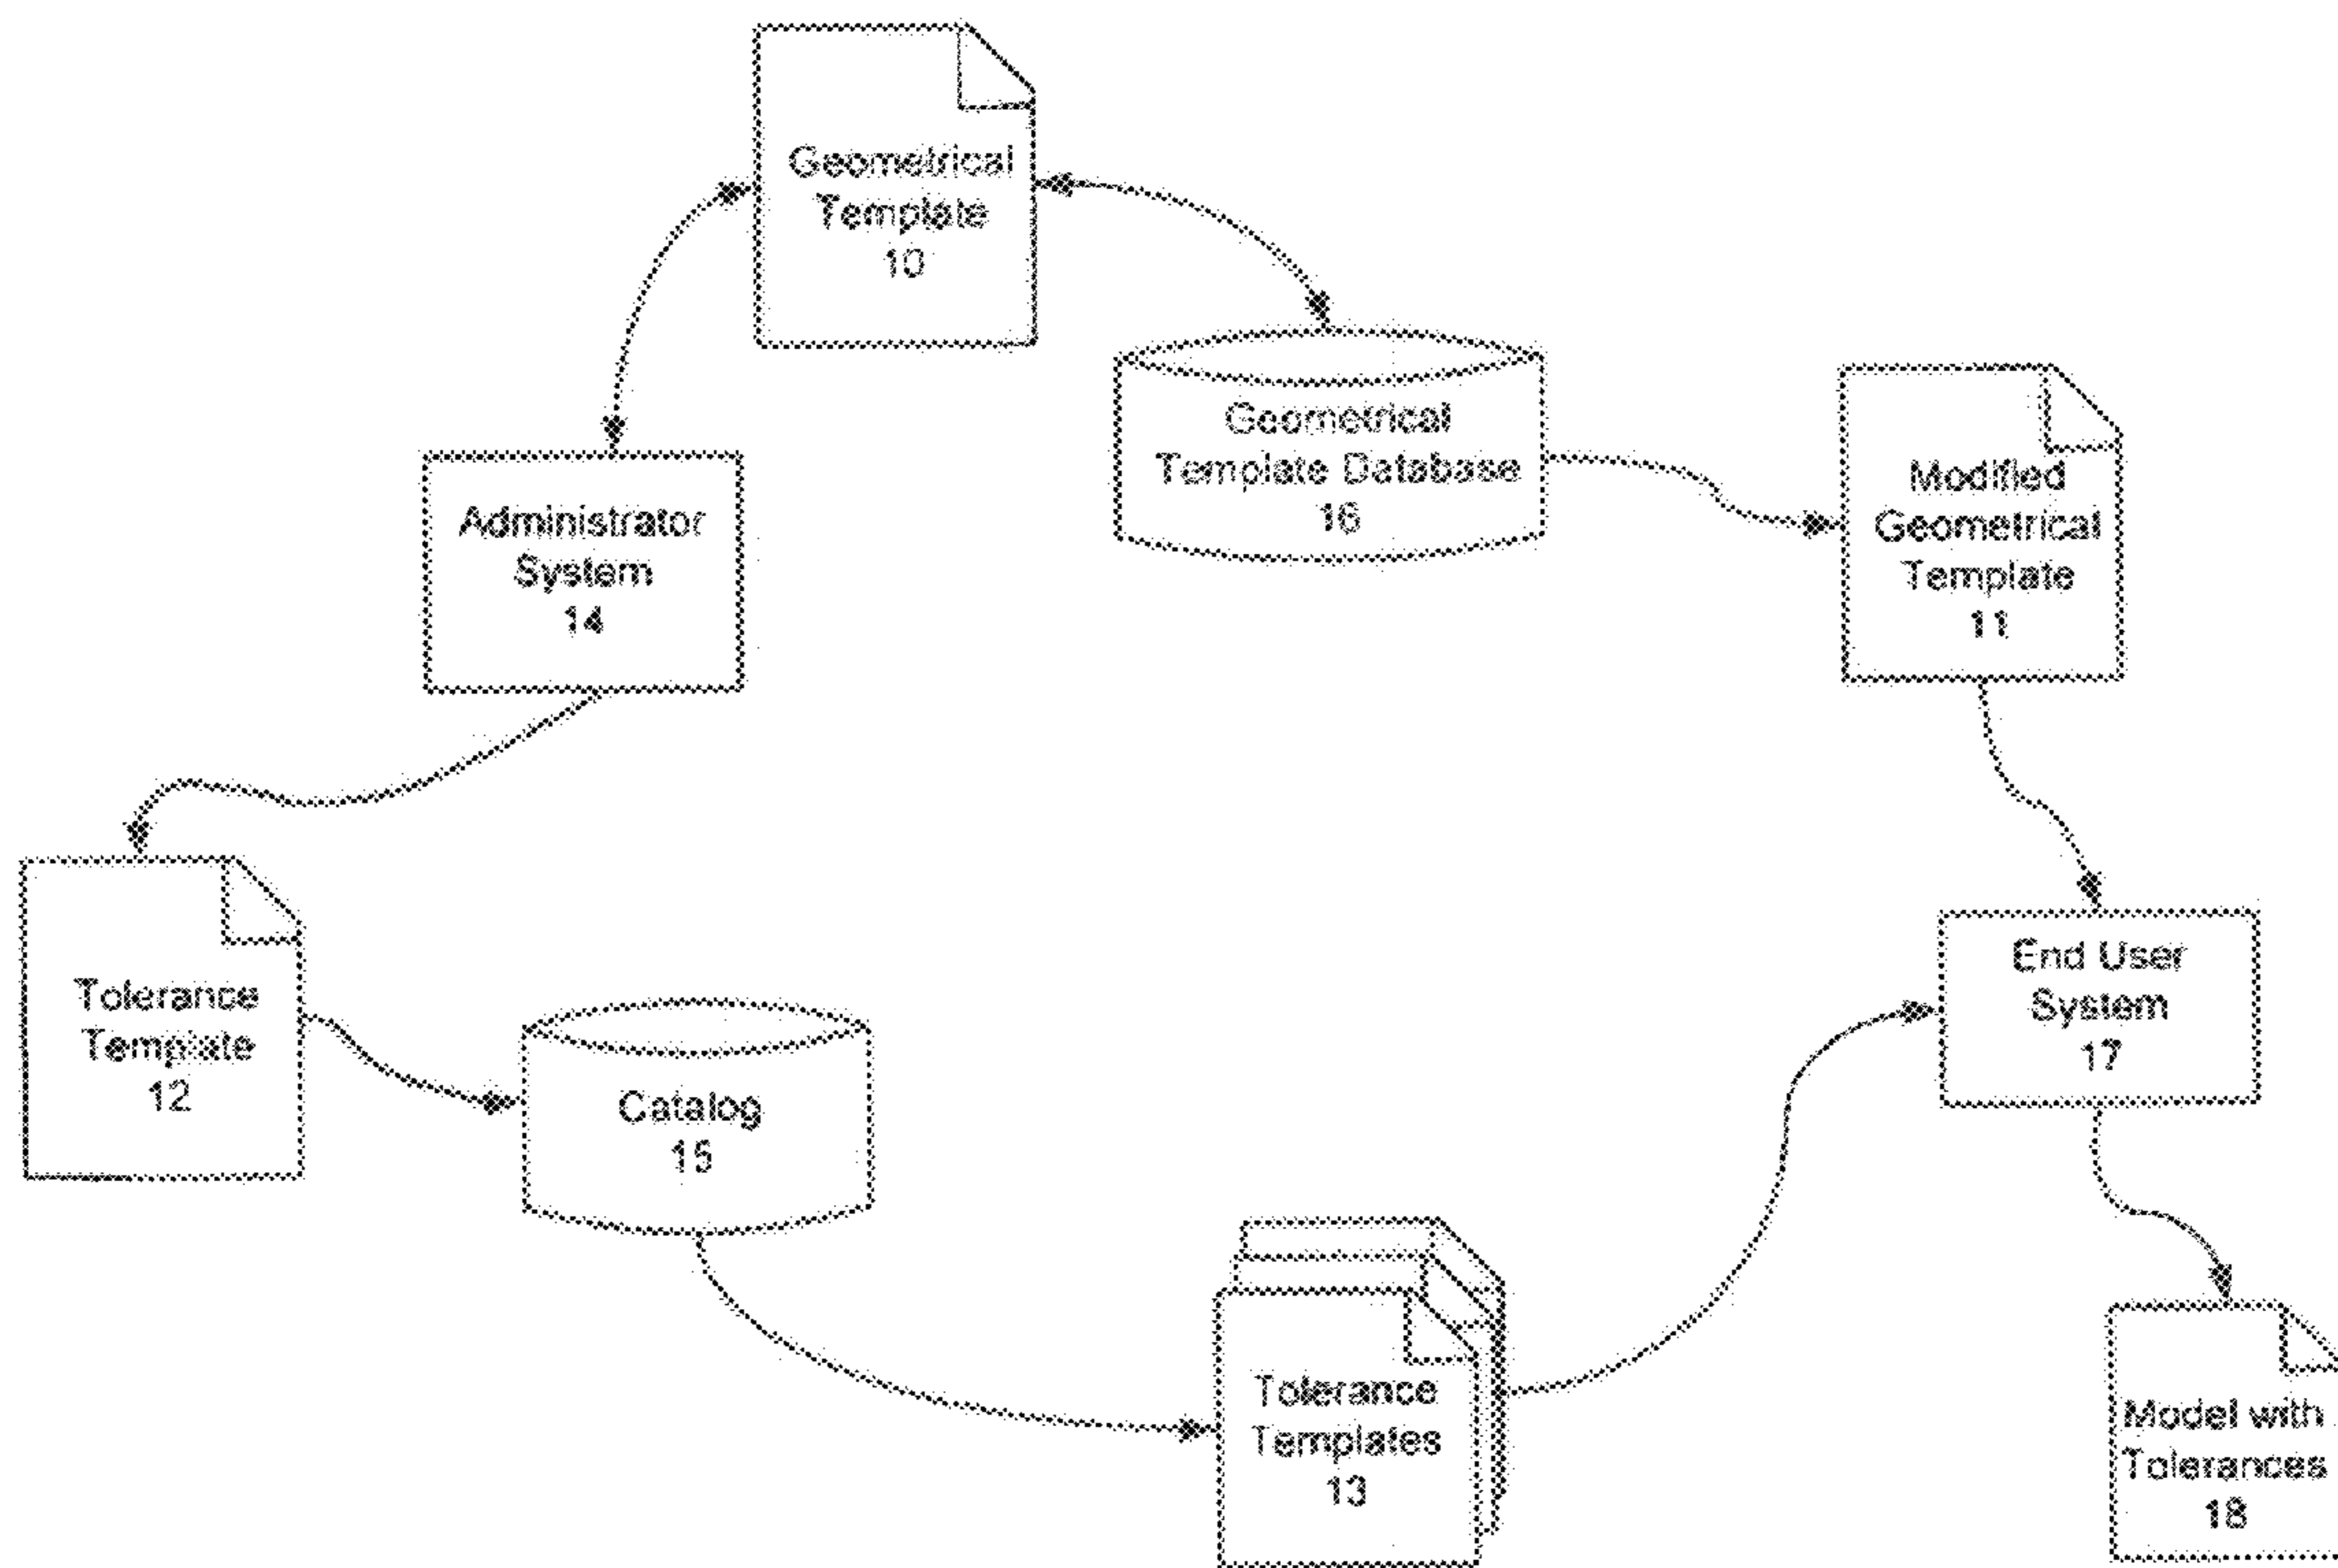 Geometrical
Template
10
Geometrical
Template Database
16
Modified
Geometrical
Template
11
Administrator
System
14
Tolerance
Template
12
Catalog
15
End User
System
17
Tolerance
Templates
13
Model with
Tolerances
18